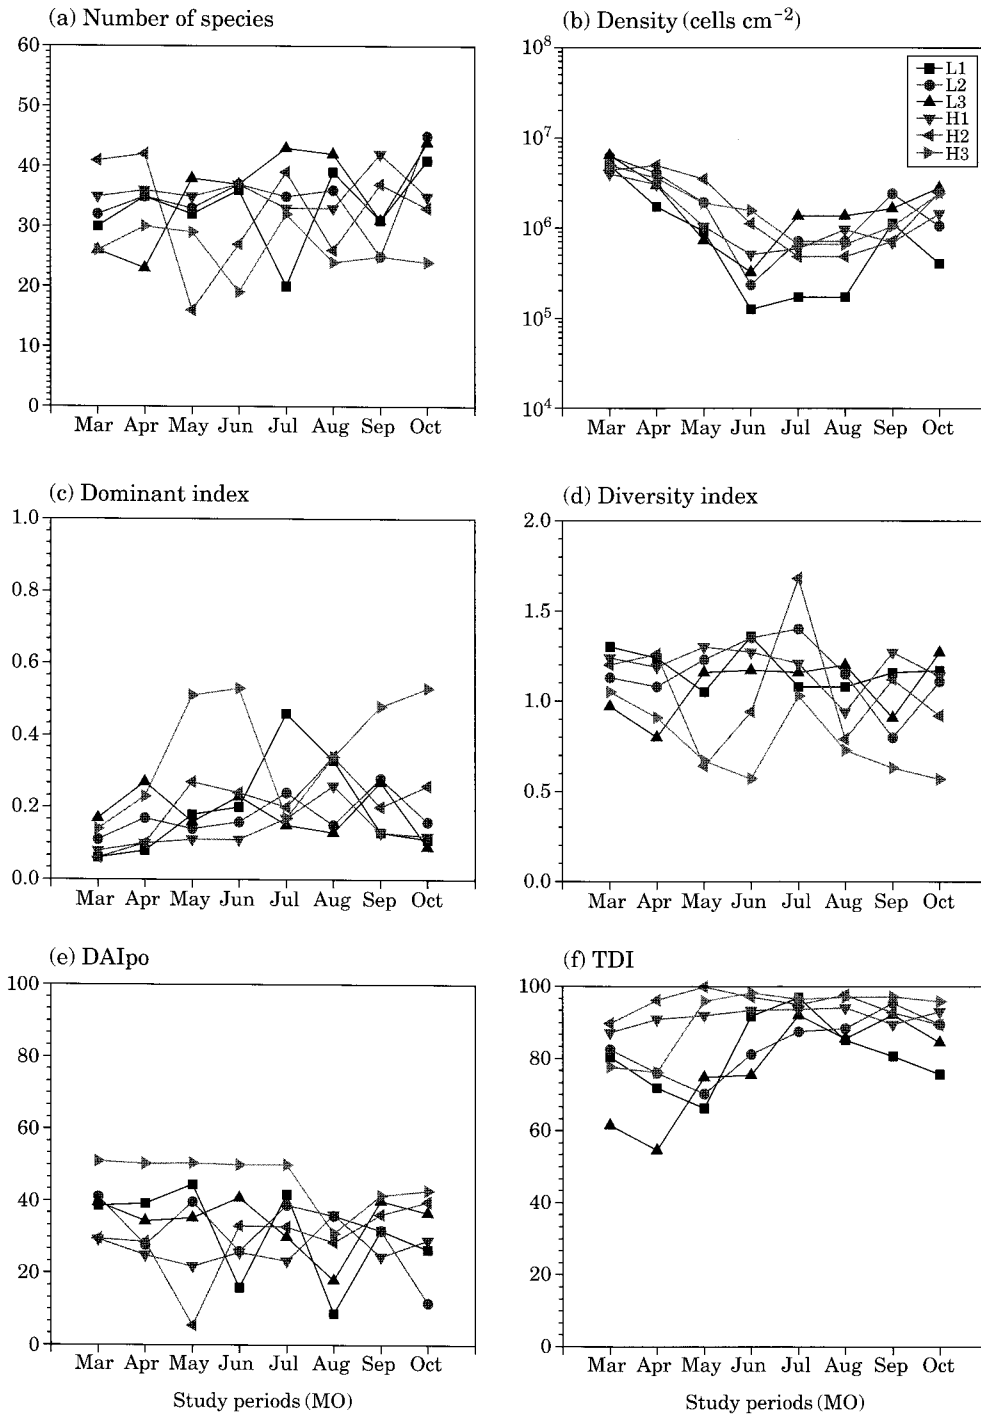 (a) Number of species
60
50
40
30
20
10
0
Mar Apr May Jun Jul Aug Sep Oct
(b) Density (cells cm⁻²)
10⁸
10⁷
10⁶
10⁵
10⁴
L1
L2
L3
H1
H2
H3
Mar Apr May Jun Jul Aug Sep Oct
(c) Dominant index
1.0
0.8
0.6
0.4
0.2
0.0
Mar Apr May Jun Jul Aug Sep Oct
(d) Diversity index
2.0
1.5
1.0
0.5
0.0
Mar Apr May Jun Jul Aug Sep Oct
(e) DAIpo
100
80
60
40
20
0
Mar Apr May Jun Jul Aug Sep Oct
Study periods (MO)
(f) TDI
100
80
60
40
20
0
Mar Apr May Jun Jul Aug Sep Oct
Study periods (MO)